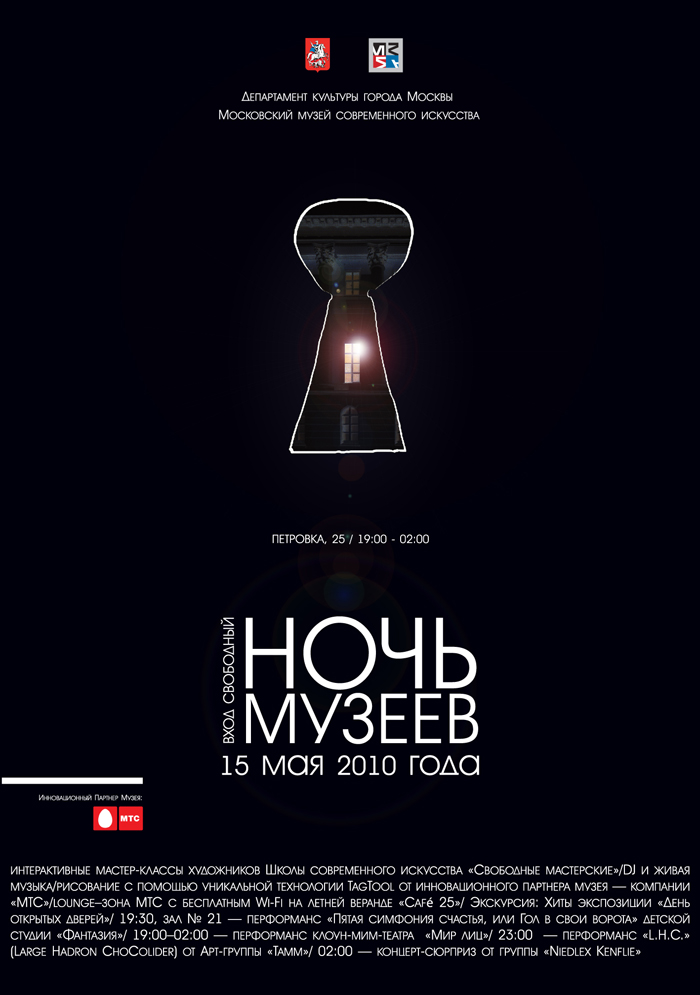 Департамент культуры города Москвы
Московский музей современного искусства
ПЕТРОВКА, 25 / 19:00 - 02:00
ВХОД СВОБОДНЫЙ
НОЧЬ
МУЗЕЕВ
15 мая 2010 года
Инновационный Партнер Музея:
МТС
интерактивные мастер-классы художников Школы современного искусства «Свободные мастерские»/DJ и живая
музыка/рисование с помощью уникальной технологии TagTool от инновационного партнера музея — компании
«МТС»/lounge–зона МТС с бесплатным Wi-Fi на летней веранде «Café 25»/ Экскурсия: Хиты экспозиции «День
открытых дверей»/ 19:30, зал № 21 — перформанс «Пятая симфония счастья, или Гол в свои ворота» детской
студии «Фантазия»/ 19:00–02:00 — перформанс клоун-мим-театра «Мир лиц»/ 23:00 — перформанс «L.H.C.»
(Large Hadron ChoColider) от Арт-группы «Тамм»/ 02:00 — концерт-сюрприз от группы «Niedlex Kenflie»